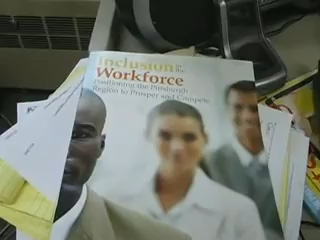 Inclusion in the
Workforce
Positioning the Pittsburgh
Region to Prosper and Compete